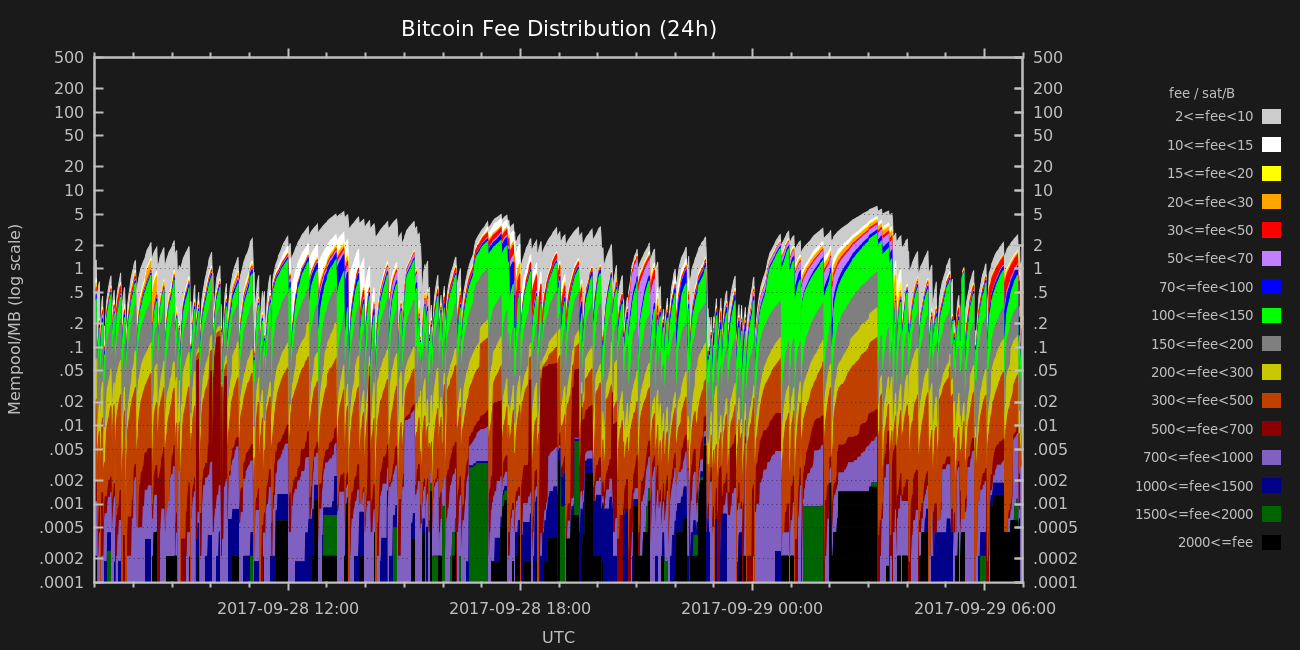 Bitcoin Fee Distribution (24h)
500
200
100
50
20
10
5
2
1
.5
.2
.1
.05
.02
.01
.005
.002
.001
.0005
.0002
.0001
Mempool/MB (log scale)
500
200
100
50
20
10
5
2
1
.5
.2
.1
.05
.02
.01
.005
.002
.001
.0005
.0002
.0001
2017-09-28 12:00
2017-09-28 18:00
2017-09-29 00:00
2017-09-29 06:00
UTC
fee / sat/B
2<=fee<10
10<=fee<15
15<=fee<20
20<=fee<30
30<=fee<50
50<=fee<70
70<=fee<100
100<=fee<150
150<=fee<200
200<=fee<300
300<=fee<500
500<=fee<700
700<=fee<1000
1000<=fee<1500
1500<=fee<2000
2000<=fee